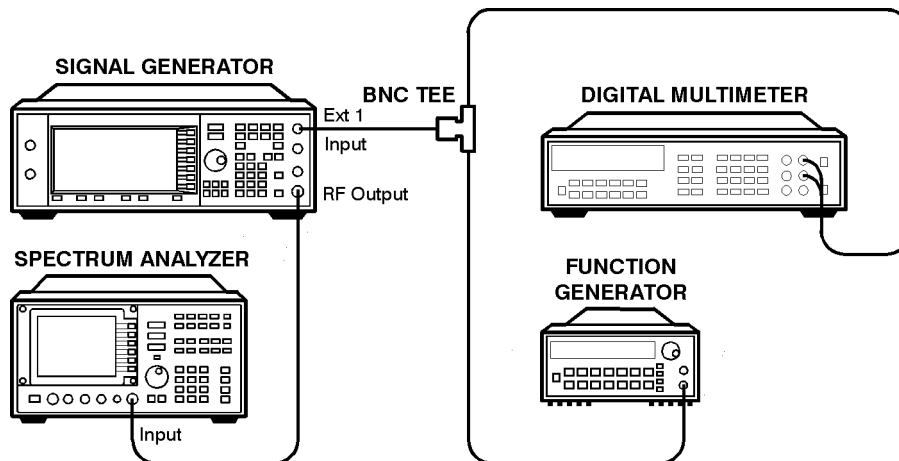 SIGNAL GENERATOR
BNC TEE
DIGITAL MULTIMETER
Ext 1
Input
RF Output
SPECTRUM ANALYZER
FUNCTION
GENERATOR
Input